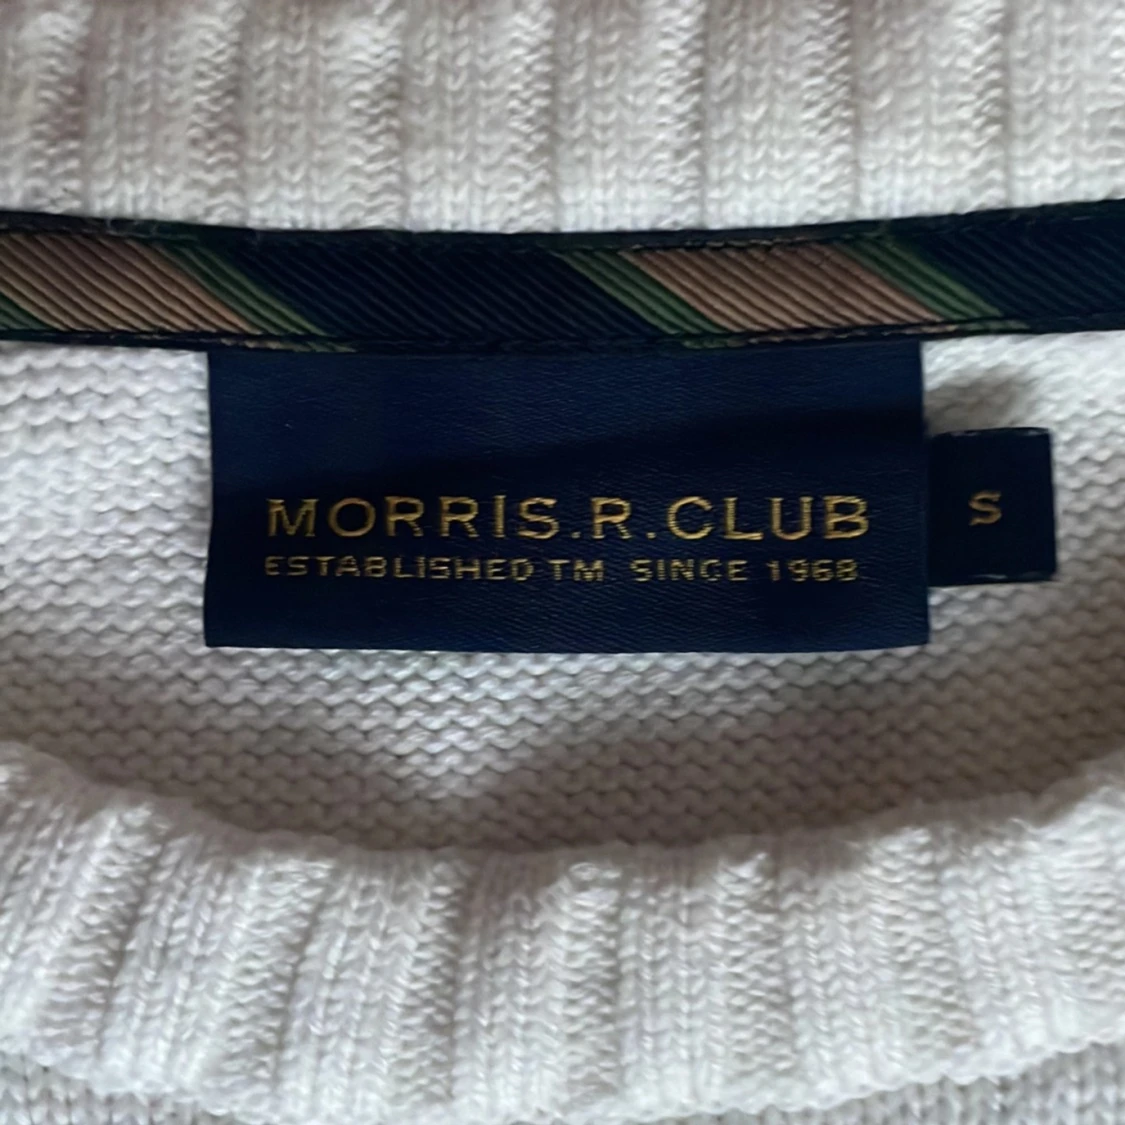 MORRIS.R.CLUB
ESTABLISHED TM SINCE 1968
S